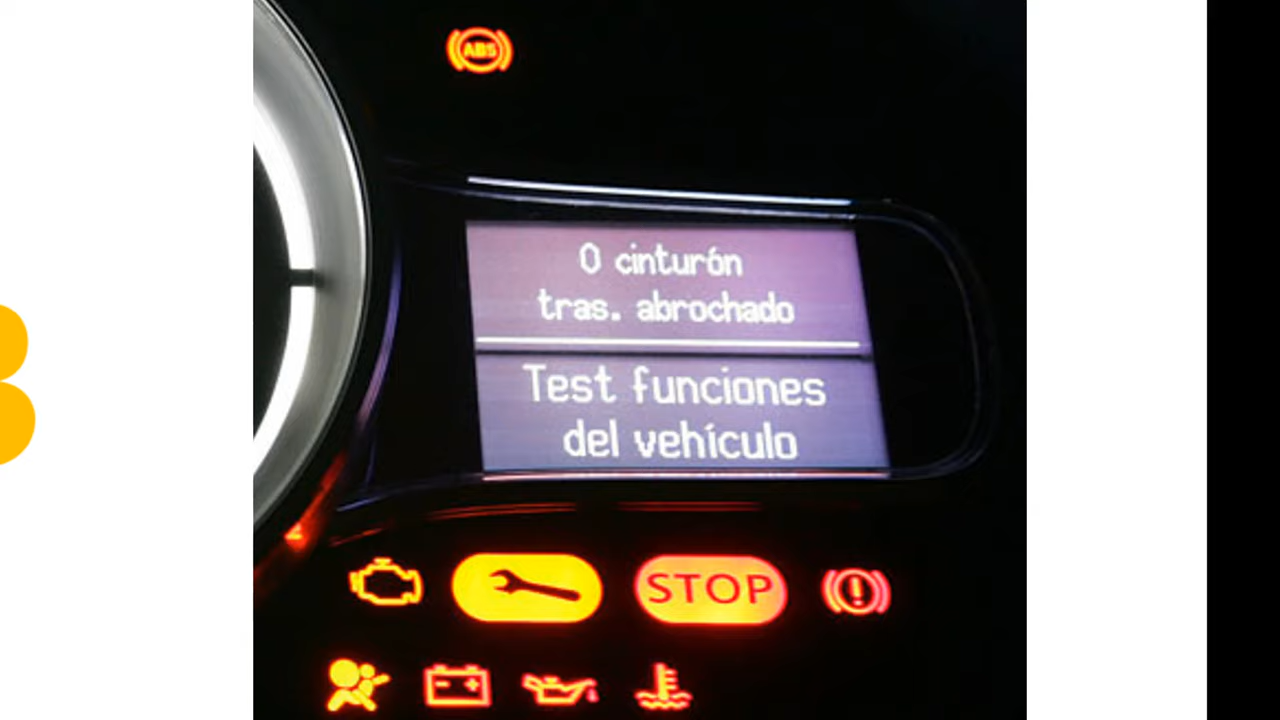 ABS
0 cinturón
tras. abrochado
Test funciones
del vehículo
STOP